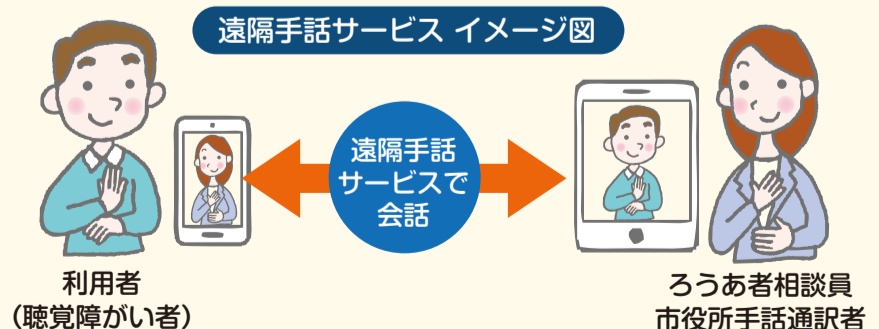 遠隔手話サービス イメージ図
遠隔手話
サービスで
会話
利用者
（聴覚障がい者）
ろうあ者相談員
市役所手話通訳者